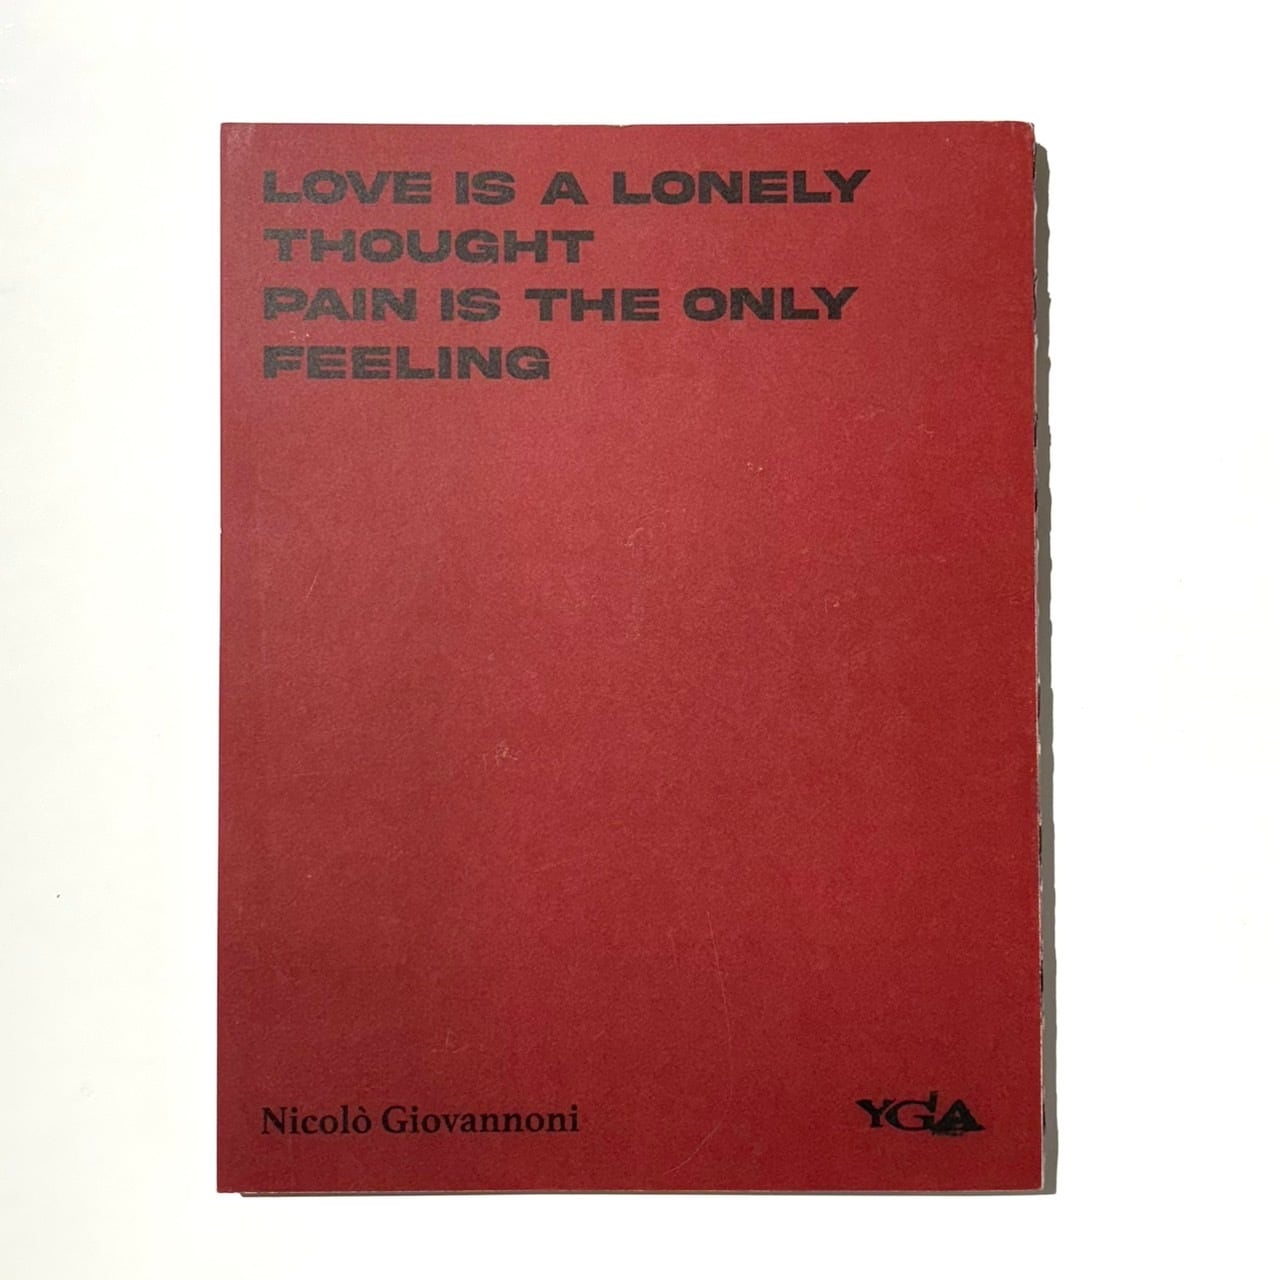 LOVE IS A LONELY
THOUGHT
PAIN IS THE ONLY
FEELING
Nicolò Giovannoni
YGA